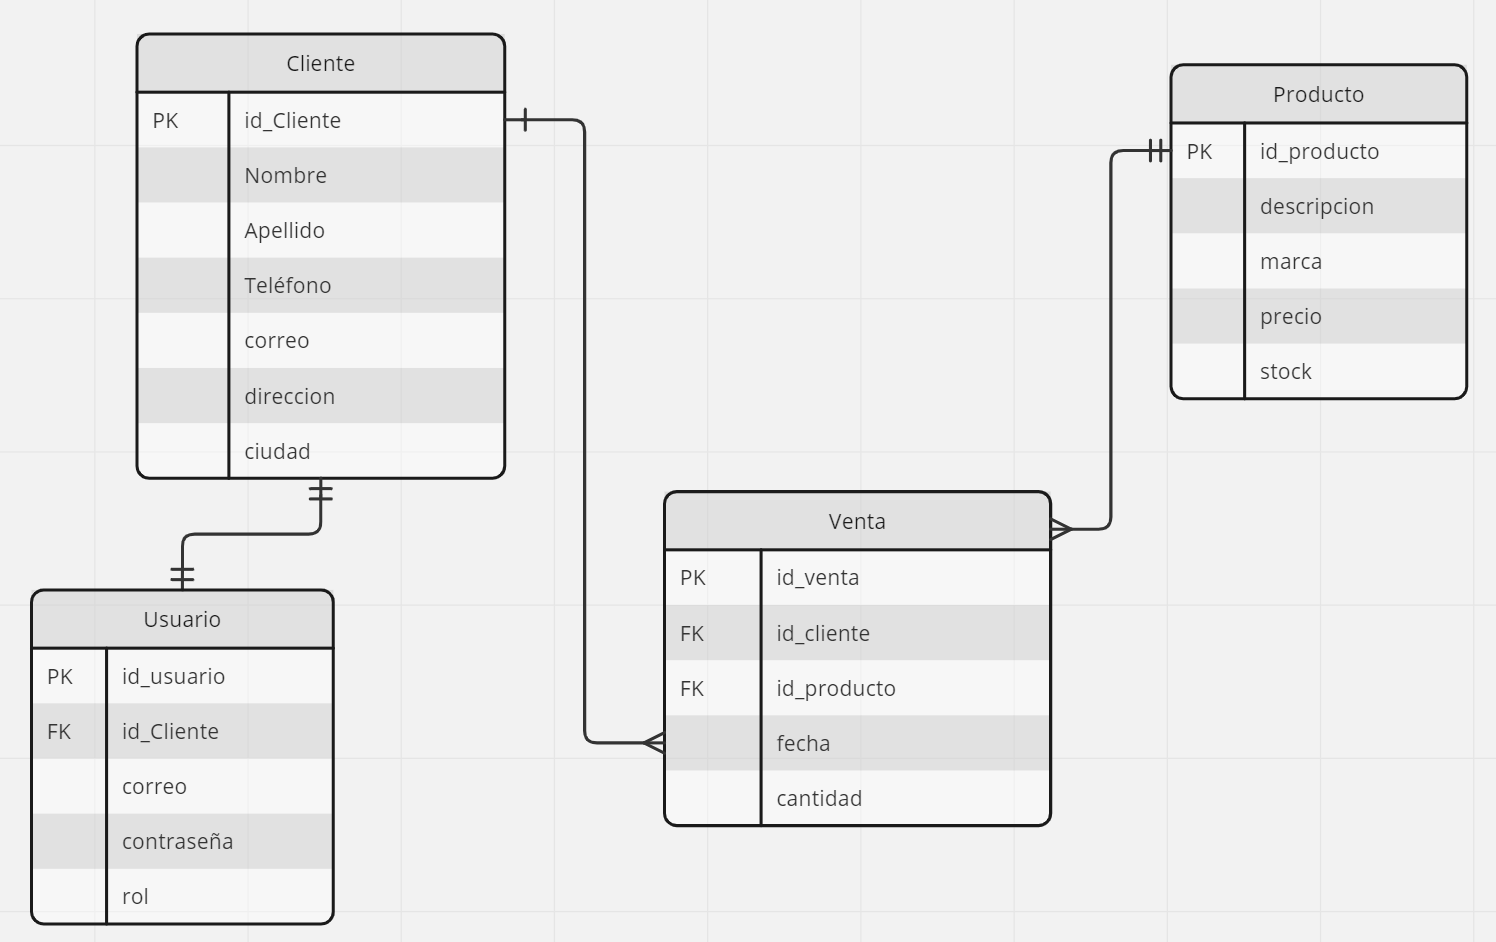 Cliente
PK id_Cliente
Nombre
Apellido
Teléfono
correo
direccion
ciudad
Producto
PK id_producto
descripcion
marca
precio
stock
Venta
PK id_venta
FK id_cliente
FK id_producto
fecha
cantidad
Usuario
PK id_usuario
FK id_Cliente
correo
contraseña
rol